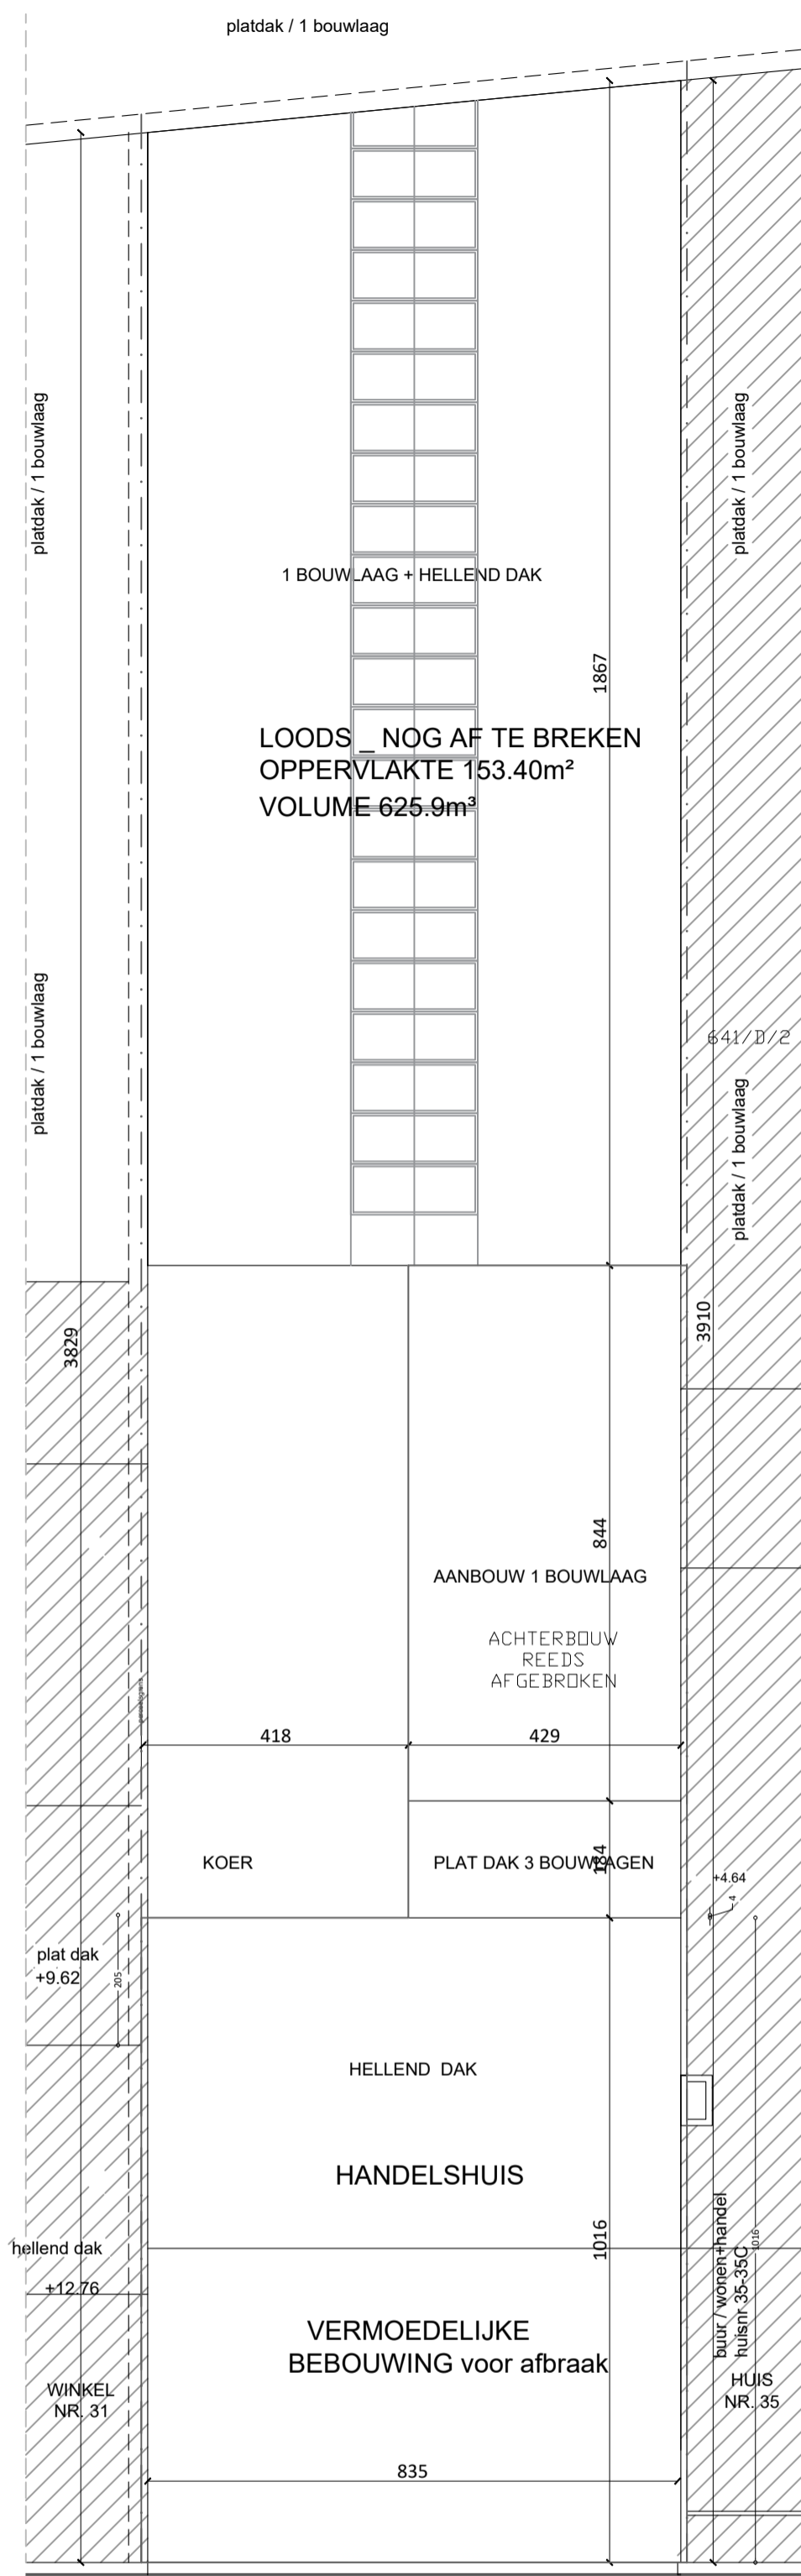 platdak / 1 bouwlaag
platdak / 1 bouwlaag
platdak / 1 bouwlaag
1 BOUWLAAG + HELLEND DAK
1867
LOODS _ NOG AF TE BREKEN
OPPERVLAKTE 153.40m²
VOLUME 625.9m³
platdak / 1 bouwlaag
641/D/2
platdak / 1 bouwlaag
3829
3910
844
AANBOUW 1 BOUWLAAG
ACHTERBOUW
REEDS
AFGEBROKEN
418
429
KOER
PLAT DAK 3 BOUWLAGEN
184
+4.64
4
plat dak
+9.62
205
HELLEND DAK
HANDELSHUIS
1016
1016
hellend dak
+12.76
buur / wonen+handel
huisnr 35-35C
VERMOEDELIJKE
BEBOUWING voor afbraak
WINKEL
NR. 31
HUIS
NR. 35
835